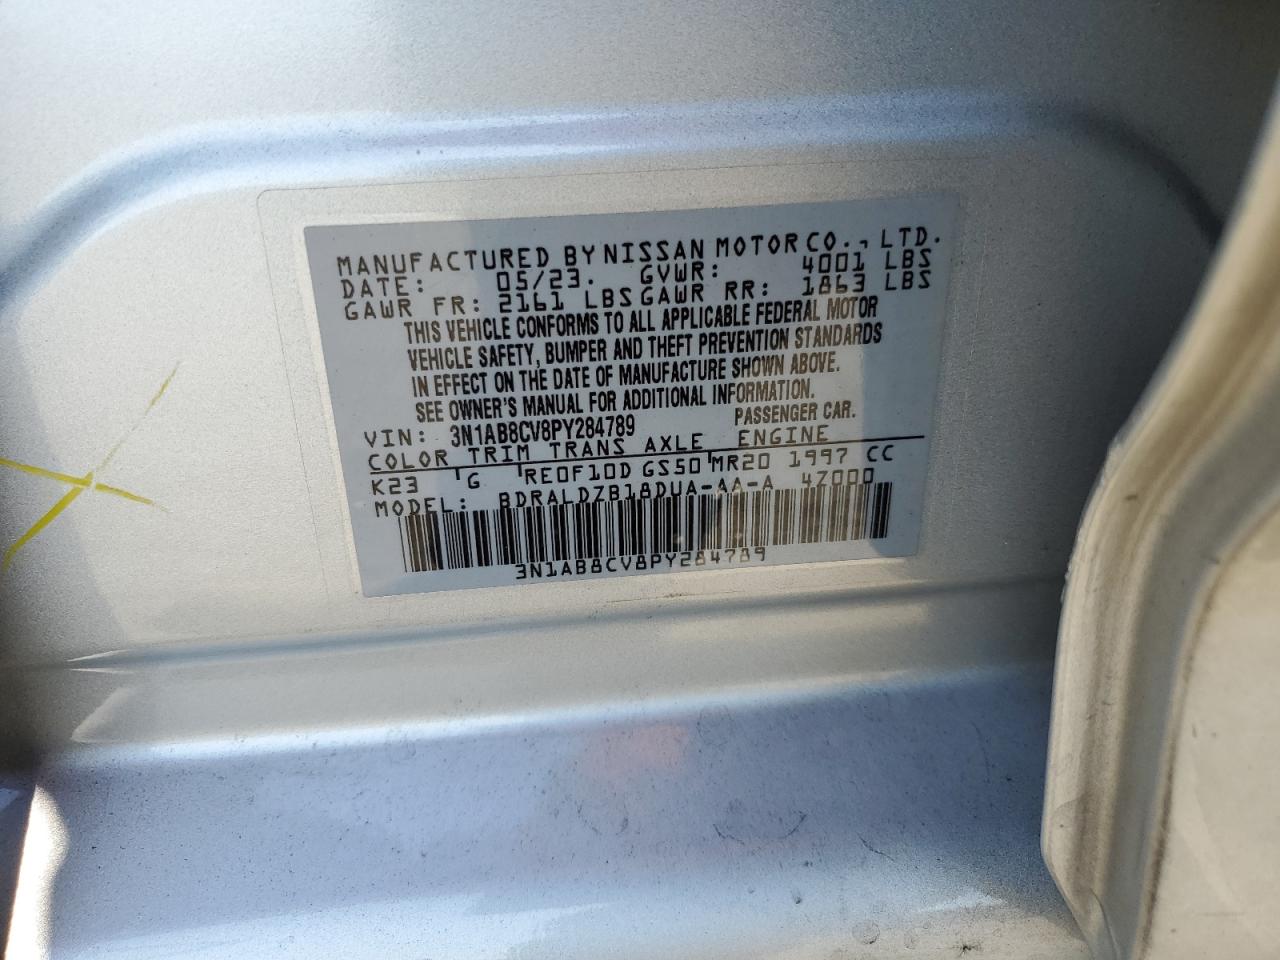 MANUFACTURED BY NISSAN MOTOR CO., LTD.
DATE: 05/23. GVWR: 4001 LBS
GAWR FR: 2161 LBS GAWR RR: 1863 LBS
THIS VEHICLE CONFORMS TO ALL APPLICABLE FEDERAL MOTOR
VEHICLE SAFETY, BUMPER AND THEFT PREVENTION STANDARDS
IN EFFECT ON THE DATE OF MANUFACTURE SHOWN ABOVE.
SEE OWNER'S MANUAL FOR ADDITIONAL INFORMATION.
VIN: 3N1AB8CV8PY284789 PASSENGER CAR.
COLOR TRIM TRANS AXLE ENGINE
K23 G RE0F10D GS50 MR20 1997 CC
MODEL: BDRALDZB18DUA-AA-A 47000
3N1AB8CV8PY284789